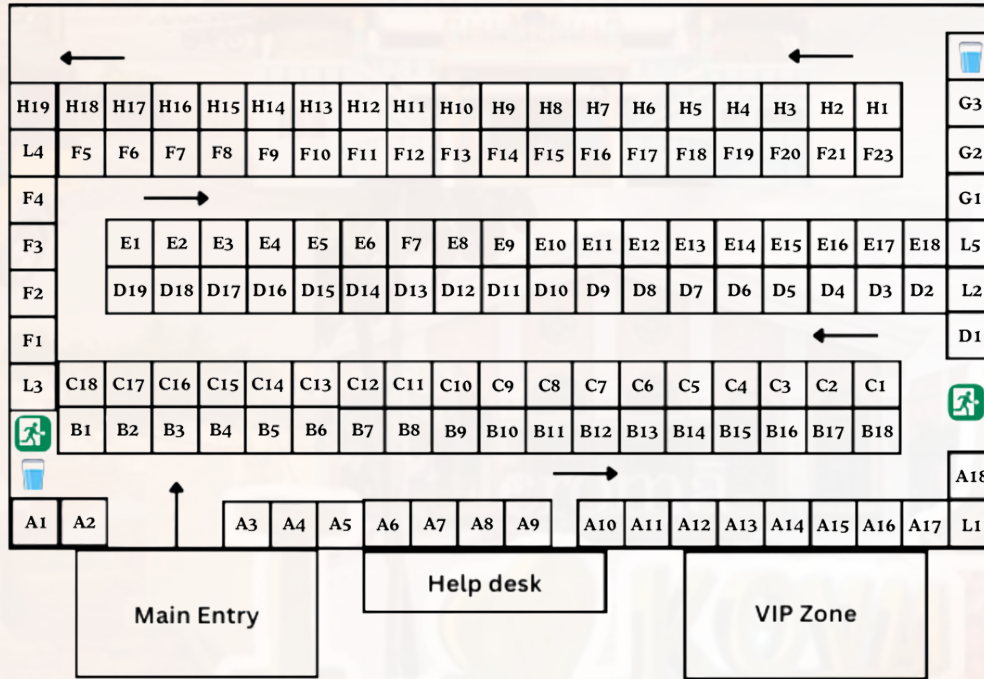 H19 H18 H17 H16 H15 H14 H13 H12 H11 H10 H9 H8 H7 H6 H5 H4 H3 H2 H1 G3
L4 F5 F6 F7 F8 F9 F10 F11 F12 F13 F14 F15 F16 F17 F18 F19 F20 F21 F23 G2
F4 G1
F3 E1 E2 E3 E4 E5 E6 F7 E8 E9 E10 E11 E12 E13 E14 E15 E16 E17 E18 L5
F2 D19 D18 D17 D16 D15 D14 D13 D12 D11 D10 D9 D8 D7 D6 D5 D4 D3 D2 L2
F1 D1
L3 C18 C17 C16 C15 C14 C13 C12 C11 C10 C9 C8 C7 C6 C5 C4 C3 C2 C1
B1 B2 B3 B4 B5 B6 B7 B8 B9 B10 B11 B12 B13 B14 B15 B16 B17 B18
A18
A1 A2 A3 A4 A5 A6 A7 A8 A9 A10 A11 A12 A13 A14 A15 A16 A17 L1
Main Entry Help desk VIP Zone